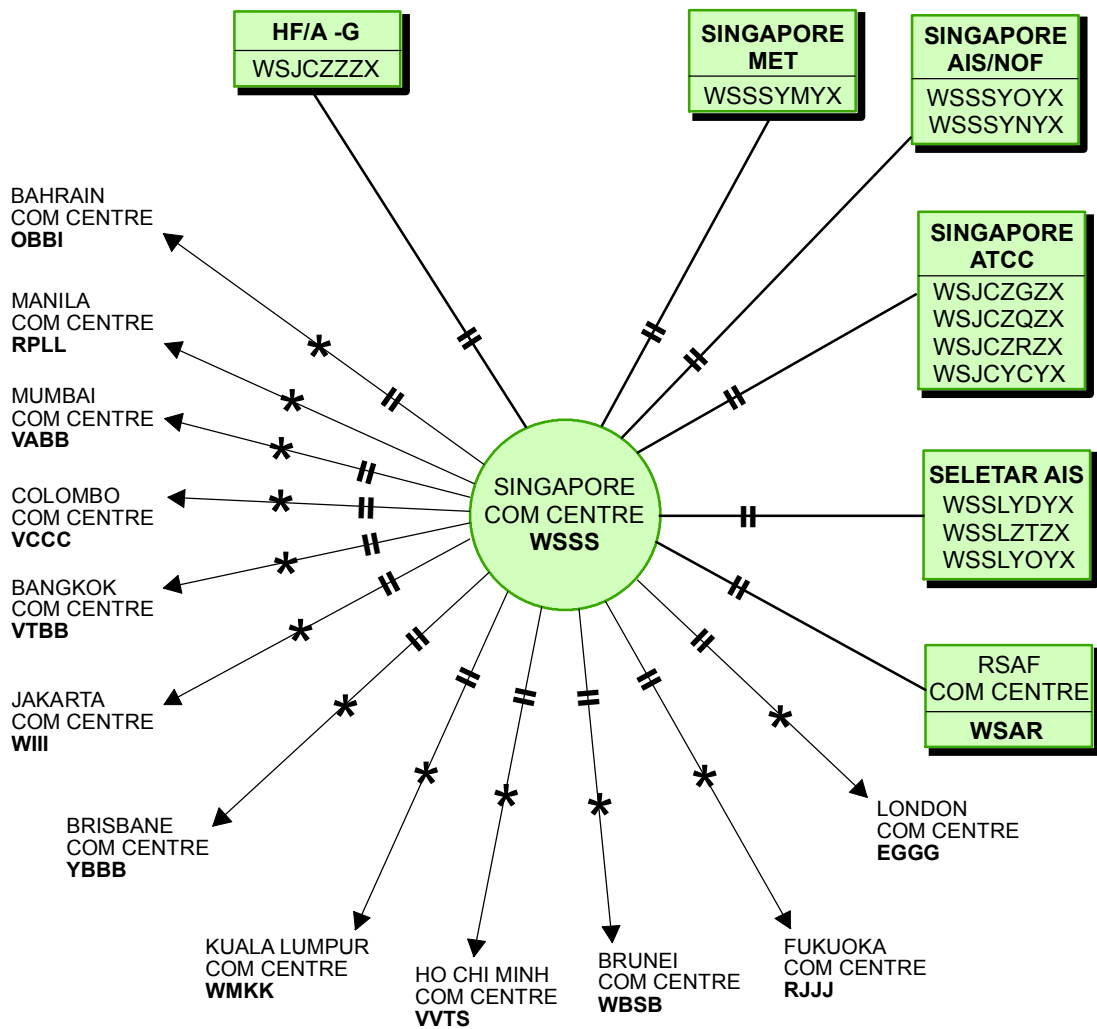 HF/A -G
WSJCZZZX
SINGAPORE
MET
WSSSYMYX
SINGAPORE
AIS/NOF
WSSSYOYX
WSSSYNYX
SINGAPORE
ATCC
WSJCZGZX
WSJCZQZX
WSJCZRZX
WSJCYCYX
SELETAR AIS
WSSLYDYX
WSSLZTZX
WSSLYOYX
RSAF
COM CENTRE
WSAR
SINGAPORE
COM CENTRE
WSSS
BAHRAIN
COM CENTRE
OBBI
MANILA
COM CENTRE
RPLL
MUMBAI
COM CENTRE
VABB
COLOMBO
COM CENTRE
VCCC
BANGKOK
COM CENTRE
VTBB
JAKARTA
COM CENTRE
WIII
BRISBANE
COM CENTRE
YBBB
KUALA LUMPUR
COM CENTRE
WMKK
HO CHI MINH
COM CENTRE
VVTS
BRUNEI
COM CENTRE
WBSB
FUKUOKA
COM CENTRE
RJJJ
LONDON
COM CENTRE
EGGG